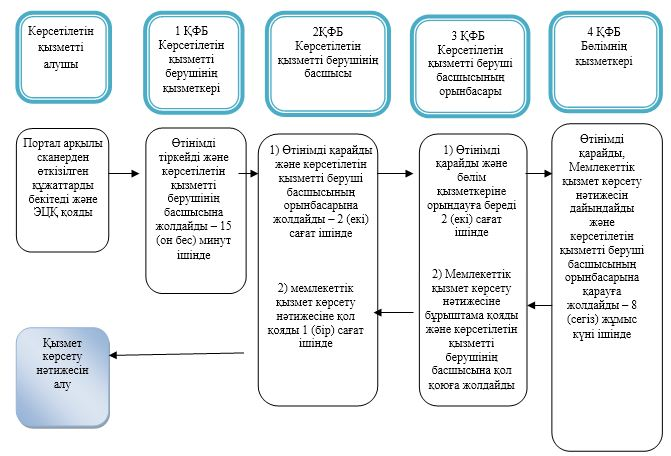 Көрсетілетін
қызметті
алушы
1 ҚФБ
Көрсетілетін
қызметті
берушінің
қызметкері
2ҚФБ
Көрсетілетін
қызметті берушінің
басшысы
3 ҚФБ
Көрсетілетін
қызметті беруші
басшысының
орынбасары
4 ҚФБ
Бөлімнің
қызметкері
Портал арқылы
сканерден
өткізілген
құжаттарды
бекітеді және
ЭЦҚ қояды
Өтінімді
тіркейді және
көрсетілетін
қызметті
берушінің
басшысына
жолдайды – 15
(он бес) минут
ішінде
1) Өтінімді қарайды
және көрсетілетін
қызметті беруші
басшысының
орынбасарына
жолдайды – 2 (екі)
сағат ішінде
2) мемлекеттік
қызмет көрсету
нәтижесіне қол
қояды 1 (бір) сағат
ішінде
1) Өтінімді
қарайды және
бөлім
қызметкеріне
орындауға береді
2 (екі) сағат
ішінде
2) Мемлекеттік
қызмет көрсету
нәтижесіне
бұрыштама қояды
және көрсетілетін
қызметті
берушінің
басшысына қол
қоюға жолдайды
Өтінімді
қарайды,
Мемлекеттік
қызмет көрсету
нәтижесін
дайындайды
және
көрсетілетін
қызметті беруші
басшысының
орынбасарына
қарауға
жолдайды – 8
(сегіз) жұмыс
күні ішінде
Қызмет
көрсету
нәтижесін
алу